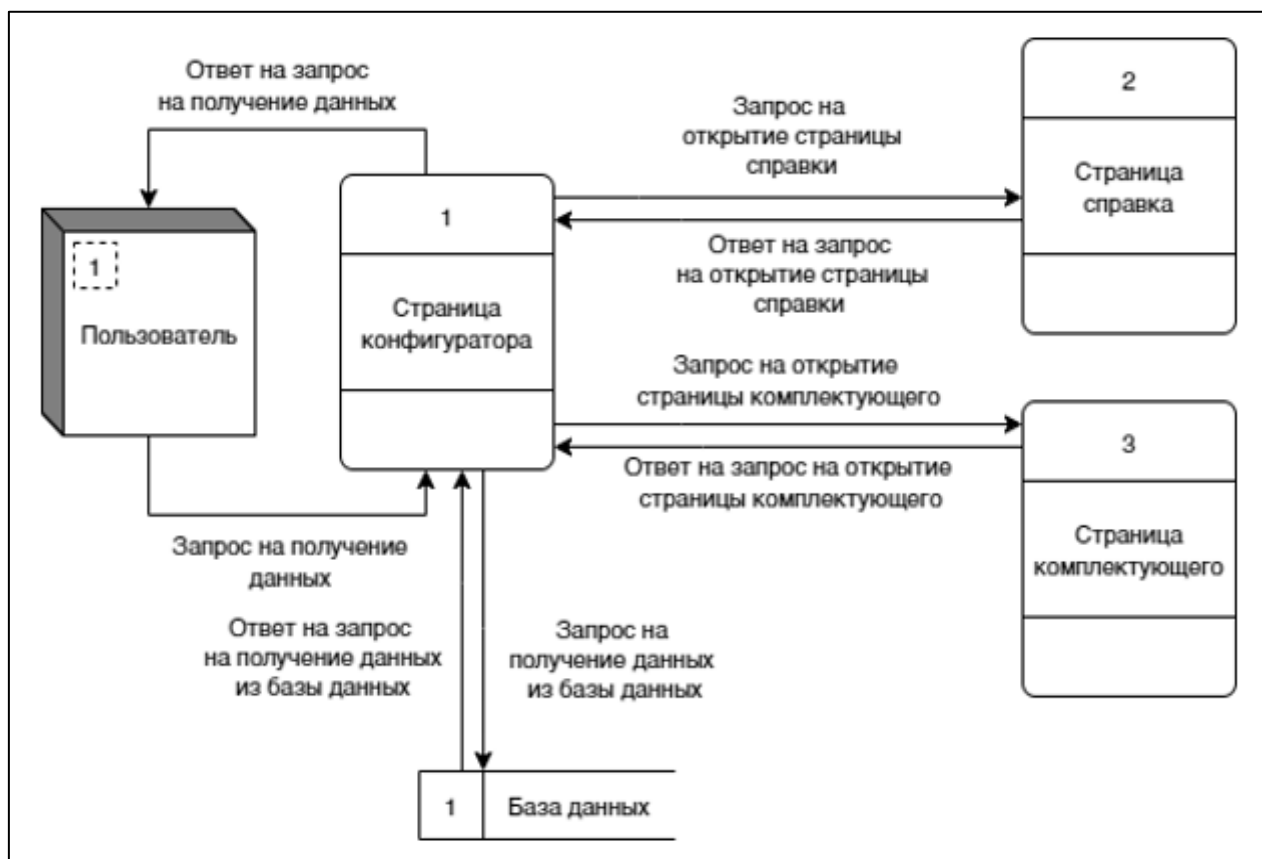 Ответ на запрос
на получение данных
1
Пользователь
Запрос на получение
данных
1
Страница
конфигуратора
Запрос на
открытие страницы
справки
Ответ на запрос
на открытие страницы
справки
2
Страница
справка
Запрос на открытие
страницы комплектующего
Ответ на запрос на открытие
страницы комплектующего
3
Страница
комплектующего
Ответ на запрос
на получение данных
из базы данных
Запрос на
получение данных
из базы данных
1
База данных